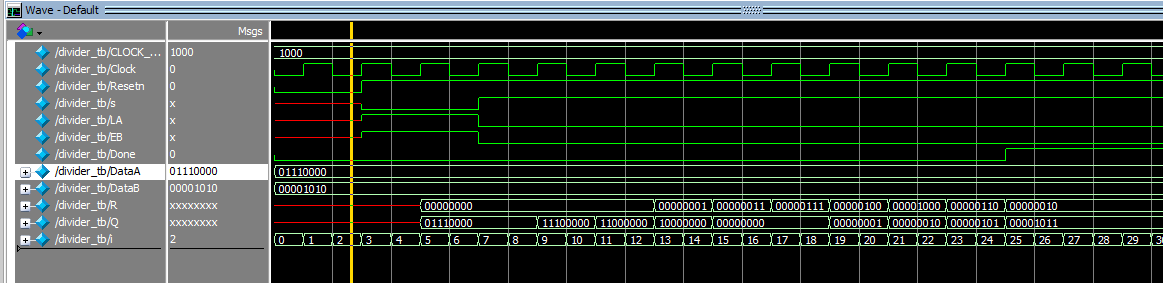 Wave - Default
Msgs
/divider_tb/CLOCK_... 1000 1000
/divider_tb/Clock 0
/divider_tb/Resetn 0
/divider_tb/s x
/divider_tb/LA x
/divider_tb/EB x
/divider_tb/Done 0
/divider_tb/DataA 01110000 01110000
/divider_tb/DataB 00001010 00001010
/divider_tb/R xxxxxxxx 00000000 00000001 00000011 00000111 00000100 00001000 00000110 00000010
/divider_tb/Q xxxxxxxx 01110000 11100000 11000000 10000000 00000000 00000001 00000010 00000101 00001011
/divider_tb/i 2 0 1 2 3 4 5 6 7 8 9 10 11 12 13 14 15 16 17 18 19 20 21 22 23 24 25 26 27 28 29